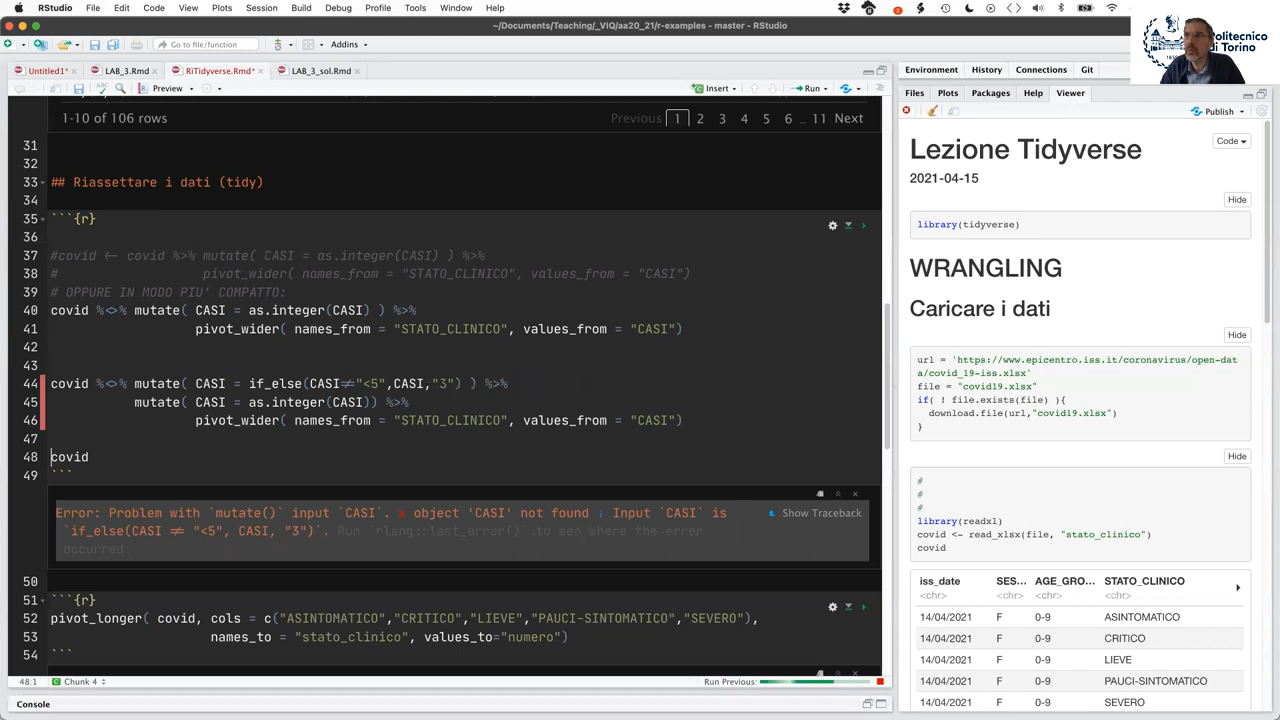 RStudio File Edit Code View Plots Session Build Debug Profile Tools Window Help
~/Documents/Teaching/_VIQ/aa20_21/r-examples - master - RStudio
Politecnico
di Torino
Go to file/function Addins
Untitled1* LAB_3.Rmd RiTidyverse.Rmd* LAB_3_sol.Rmd
Preview Insert Run
1-10 of 106 rows Previous 1 2 3 4 5 6 … 11 Next
31
32
33 ## Riassettare i dati (tidy)
34
35 ```{r}
36
37 #covid <- covid %>% mutate( CASI = as.integer(CASI) ) %>%
38 # pivot_wider( names_from = "STATO_CLINICO", values_from = "CASI")
39 # OPPURE IN MODO PIU' COMPATTO:
40 covid %<>% mutate( CASI = as.integer(CASI) ) %>%
41 pivot_wider( names_from = "STATO_CLINICO", values_from = "CASI")
42
43
44 covid %<>% mutate( CASI = if_else(CASI!="<5",CASI,"3") ) %>%
45 mutate( CASI = as.integer(CASI)) %>%
46 pivot_wider( names_from = "STATO_CLINICO", values_from = "CASI")
47
48 covid
49 ```
Error: Problem with `mutate()` input `CASI`. x object 'CASI' not found i Input `CASI` is
`if_else(CASI != "<5", CASI, "3")`. Run `rlang::last_error()` to see where the error
occurred.
Show Traceback
50
51 ```{r}
52 pivot_longer( covid, cols = c("ASINTOMATICO","CRITICO","LIEVE","PAUCI-SINTOMATICO","SEVERO"),
53 names_to = "stato_clinico", values_to="numero")
54 ```
48:1 Chunk 4 Run Previous:
Console
Environment History Connections Git
Files Plots Packages Help Viewer
Publish
Lezione Tidyverse
Code
2021-04-15
Hide
library(tidyverse)
WRANGLING
Caricare i dati
Hide
url = 'https://www.epicentro.iss.it/coronavirus/open-dat
a/covid_19-iss.xlsx'
file = "covid19.xlsx"
if( ! file.exists(file) ){
download.file(url,"covid19.xlsx")
}
Hide
#
#
#
library(readxl)
covid <- read_xlsx(file, "stato_clinico")
covid
iss_date SES... AGE_GRO... STATO_CLINICO
<chr> <chr> <chr> <chr>
14/04/2021 F 0-9 ASINTOMATICO
14/04/2021 F 0-9 CRITICO
14/04/2021 F 0-9 LIEVE
14/04/2021 F 0-9 PAUCI-SINTOMATICO
14/04/2021 F 0-9 SEVERO